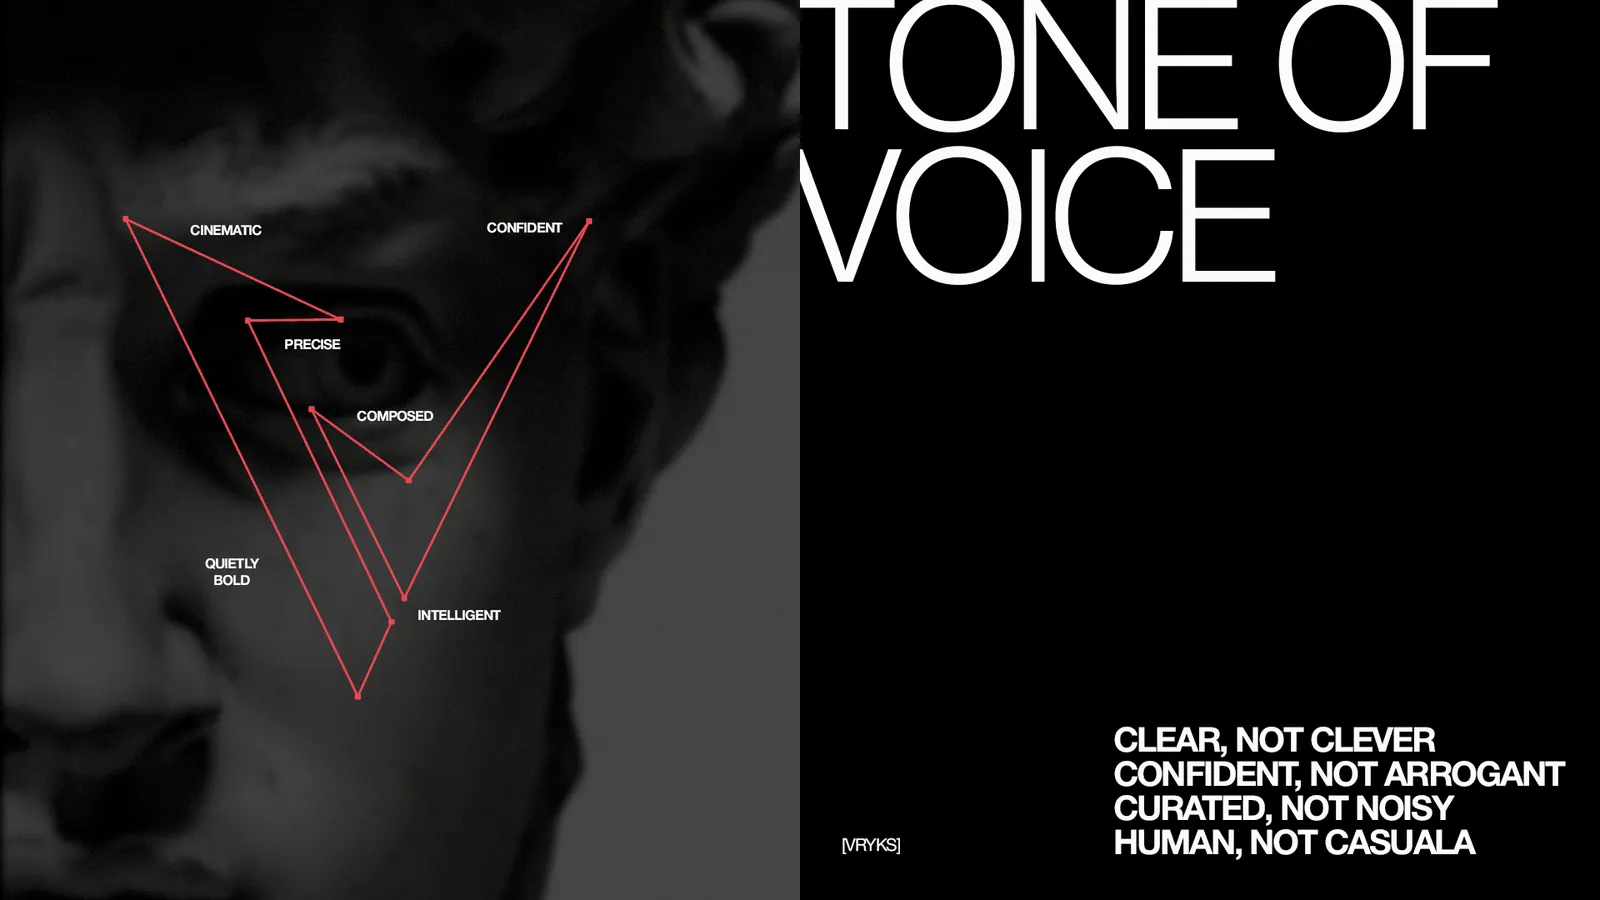 CINEMATIC
CONFIDENT
PRECISE
COMPOSED
QUIETLY
BOLD
INTELLIGENT
TONE OF
VOICE
CLEAR, NOT CLEVER
CONFIDENT, NOT ARROGANT
CURATED, NOT NOISY
HUMAN, NOT CASUALA
[VRYKS]